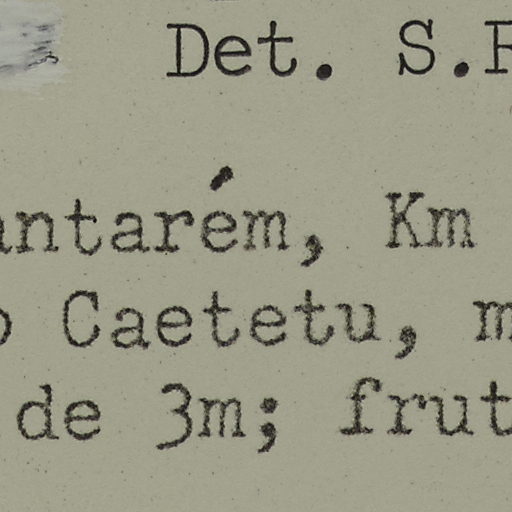 Det. S.F
antarém, Km
o Caetetu, m
de 3m; frut